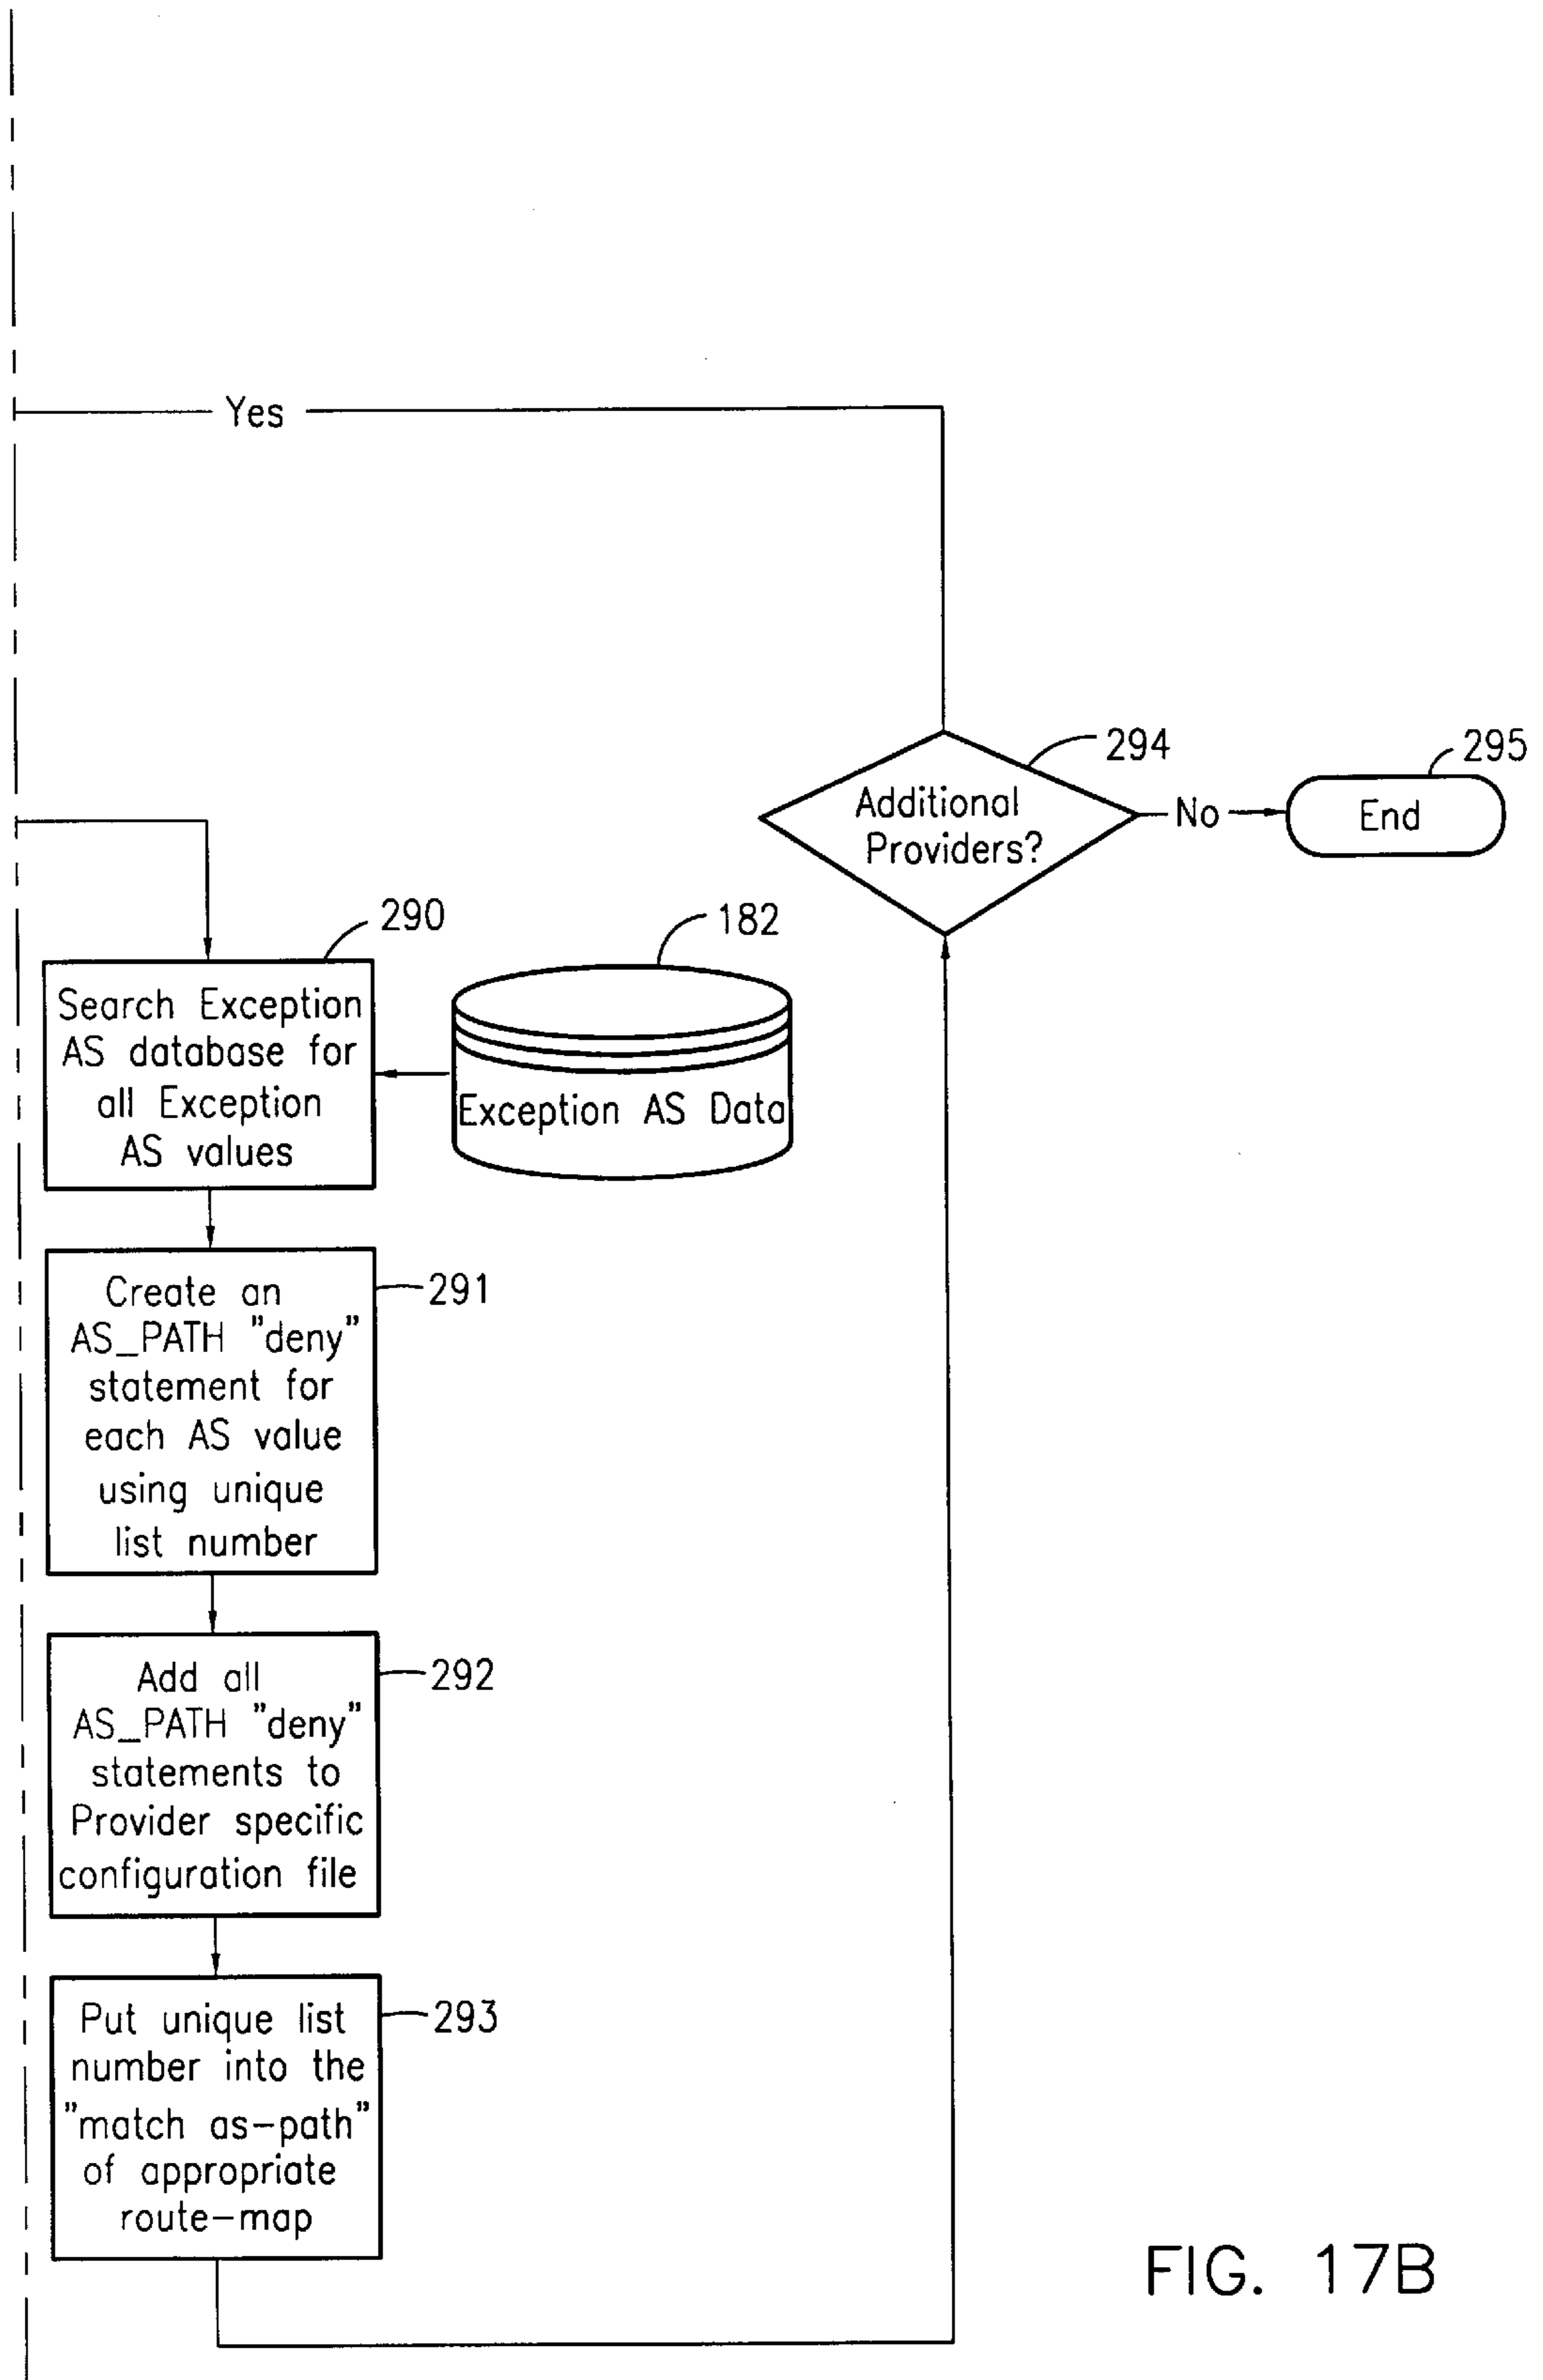 Yes
294
Additional
Providers?
No
295
End
290
Search Exception
AS database for
all Exception
AS values
182
Exception AS Data
291
Create an
AS_PATH "deny"
statement for
each AS value
using unique
list number
292
Add all
AS_PATH "deny"
statements to
Provider specific
configuration file
293
Put unique list
number into the
"match as-path"
of appropriate
route-map
FIG. 17B